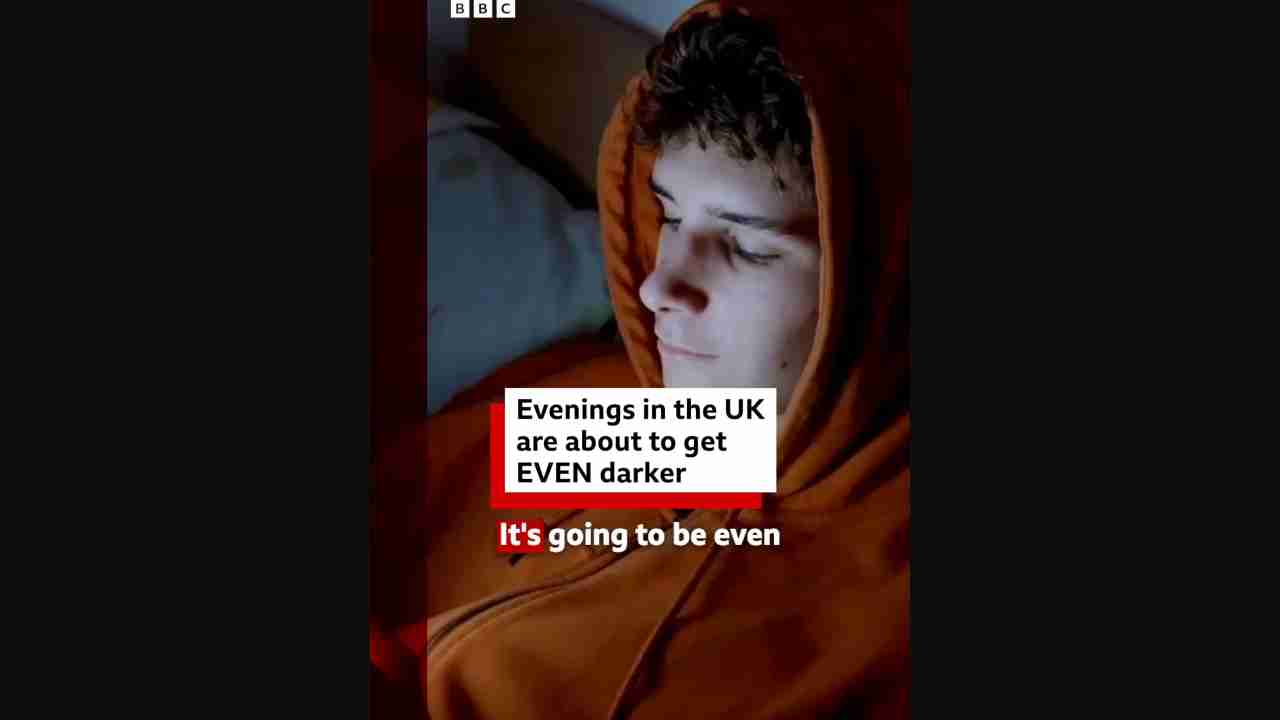 BBC
Evenings in the UK
are about to get
EVEN darker
It's going to be even